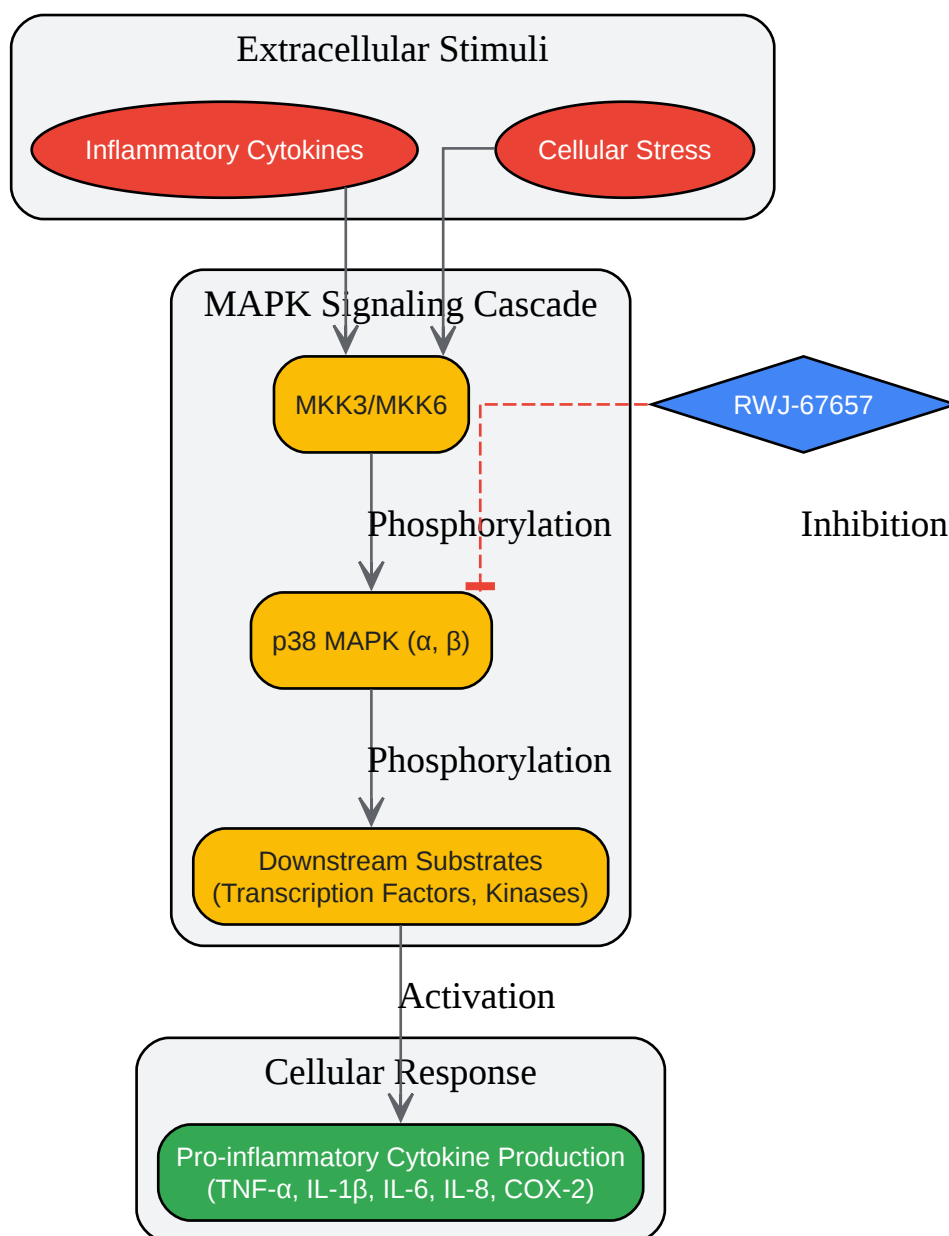 Extracellular Stimuli
Inflammatory Cytokines
Cellular Stress
MAPK Signaling Cascade
MKK3/MKK6
RWJ-67657
Phosphorylation
Inhibition
p38 MAPK (α, β)
Phosphorylation
Downstream Substrates
(Transcription Factors, Kinases)
Activation
Cellular Response
Pro-inflammatory Cytokine Production
(TNF-α, IL-1β, IL-6, IL-8, COX-2)